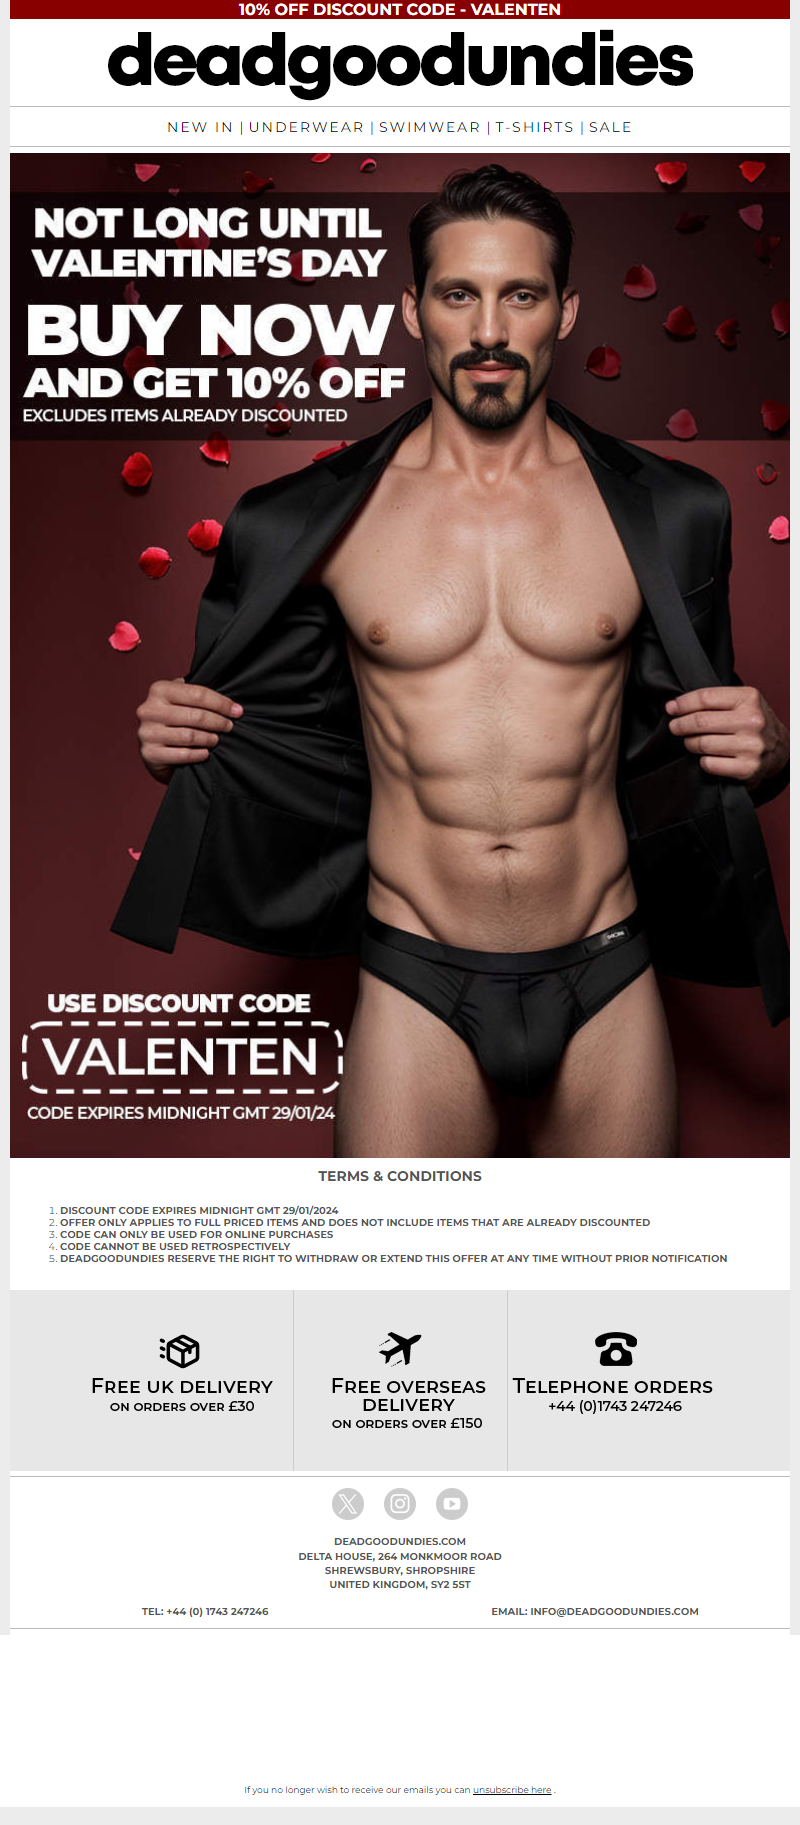 10% OFF DISCOUNT CODE - VALENTEN
deadgoodundies
NEW IN | UNDERWEAR | SWIMWEAR | T-SHIRTS | SALE
NOT LONG UNTIL
VALENTINE'S DAY
BUY NOW
AND GET 10% OFF
EXCLUDES ITEMS ALREADY DISCOUNTED
USE DISCOUNT CODE
VALENTEN
CODE EXPIRES MIDNIGHT GMT 29/01/24
TERMS & CONDITIONS
1. DISCOUNT CODE EXPIRES MIDNIGHT GMT 29/01/2024
2. OFFER ONLY APPLIES TO FULL PRICED ITEMS AND DOES NOT INCLUDE ITEMS THAT ARE ALREADY DISCOUNTED
3. CODE CAN ONLY BE USED FOR ONLINE PURCHASES
4. CODE CANNOT BE USED RETROSPECTIVELY
5. DEADGOODUNDIES RESERVE THE RIGHT TO WITHDRAW OR EXTEND THIS OFFER AT ANY TIME WITHOUT PRIOR NOTIFICATION
FREE UK DELIVERY
ON ORDERS OVER £30
FREE OVERSEAS
DELIVERY
ON ORDERS OVER £150
TELEPHONE ORDERS
+44 (0)1743 247246
DEADGOODUNDIES.COM
DELTA HOUSE, 264 MONKMOOR ROAD
SHREWSBURY, SHROPSHIRE
UNITED KINGDOM, SY2 5ST
TEL: +44 (0) 1743 247246
EMAIL: INFO@DEADGOODUNDIES.COM
If you no longer wish to receive our emails you can unsubscribe here .